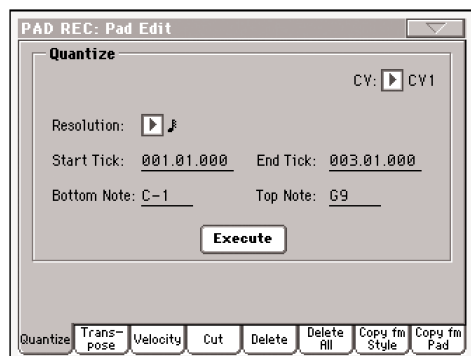 PAD REC: Pad Edit
Quantize
CV: CV1
Resolution:
Start Tick: 001.01.000 End Tick: 003.01.000
Bottom Note: C-1 Top Note: G9
Execute
Quantize Trans-pose Velocity Cut Delete Delete All Copy fm Style Copy fm Pad